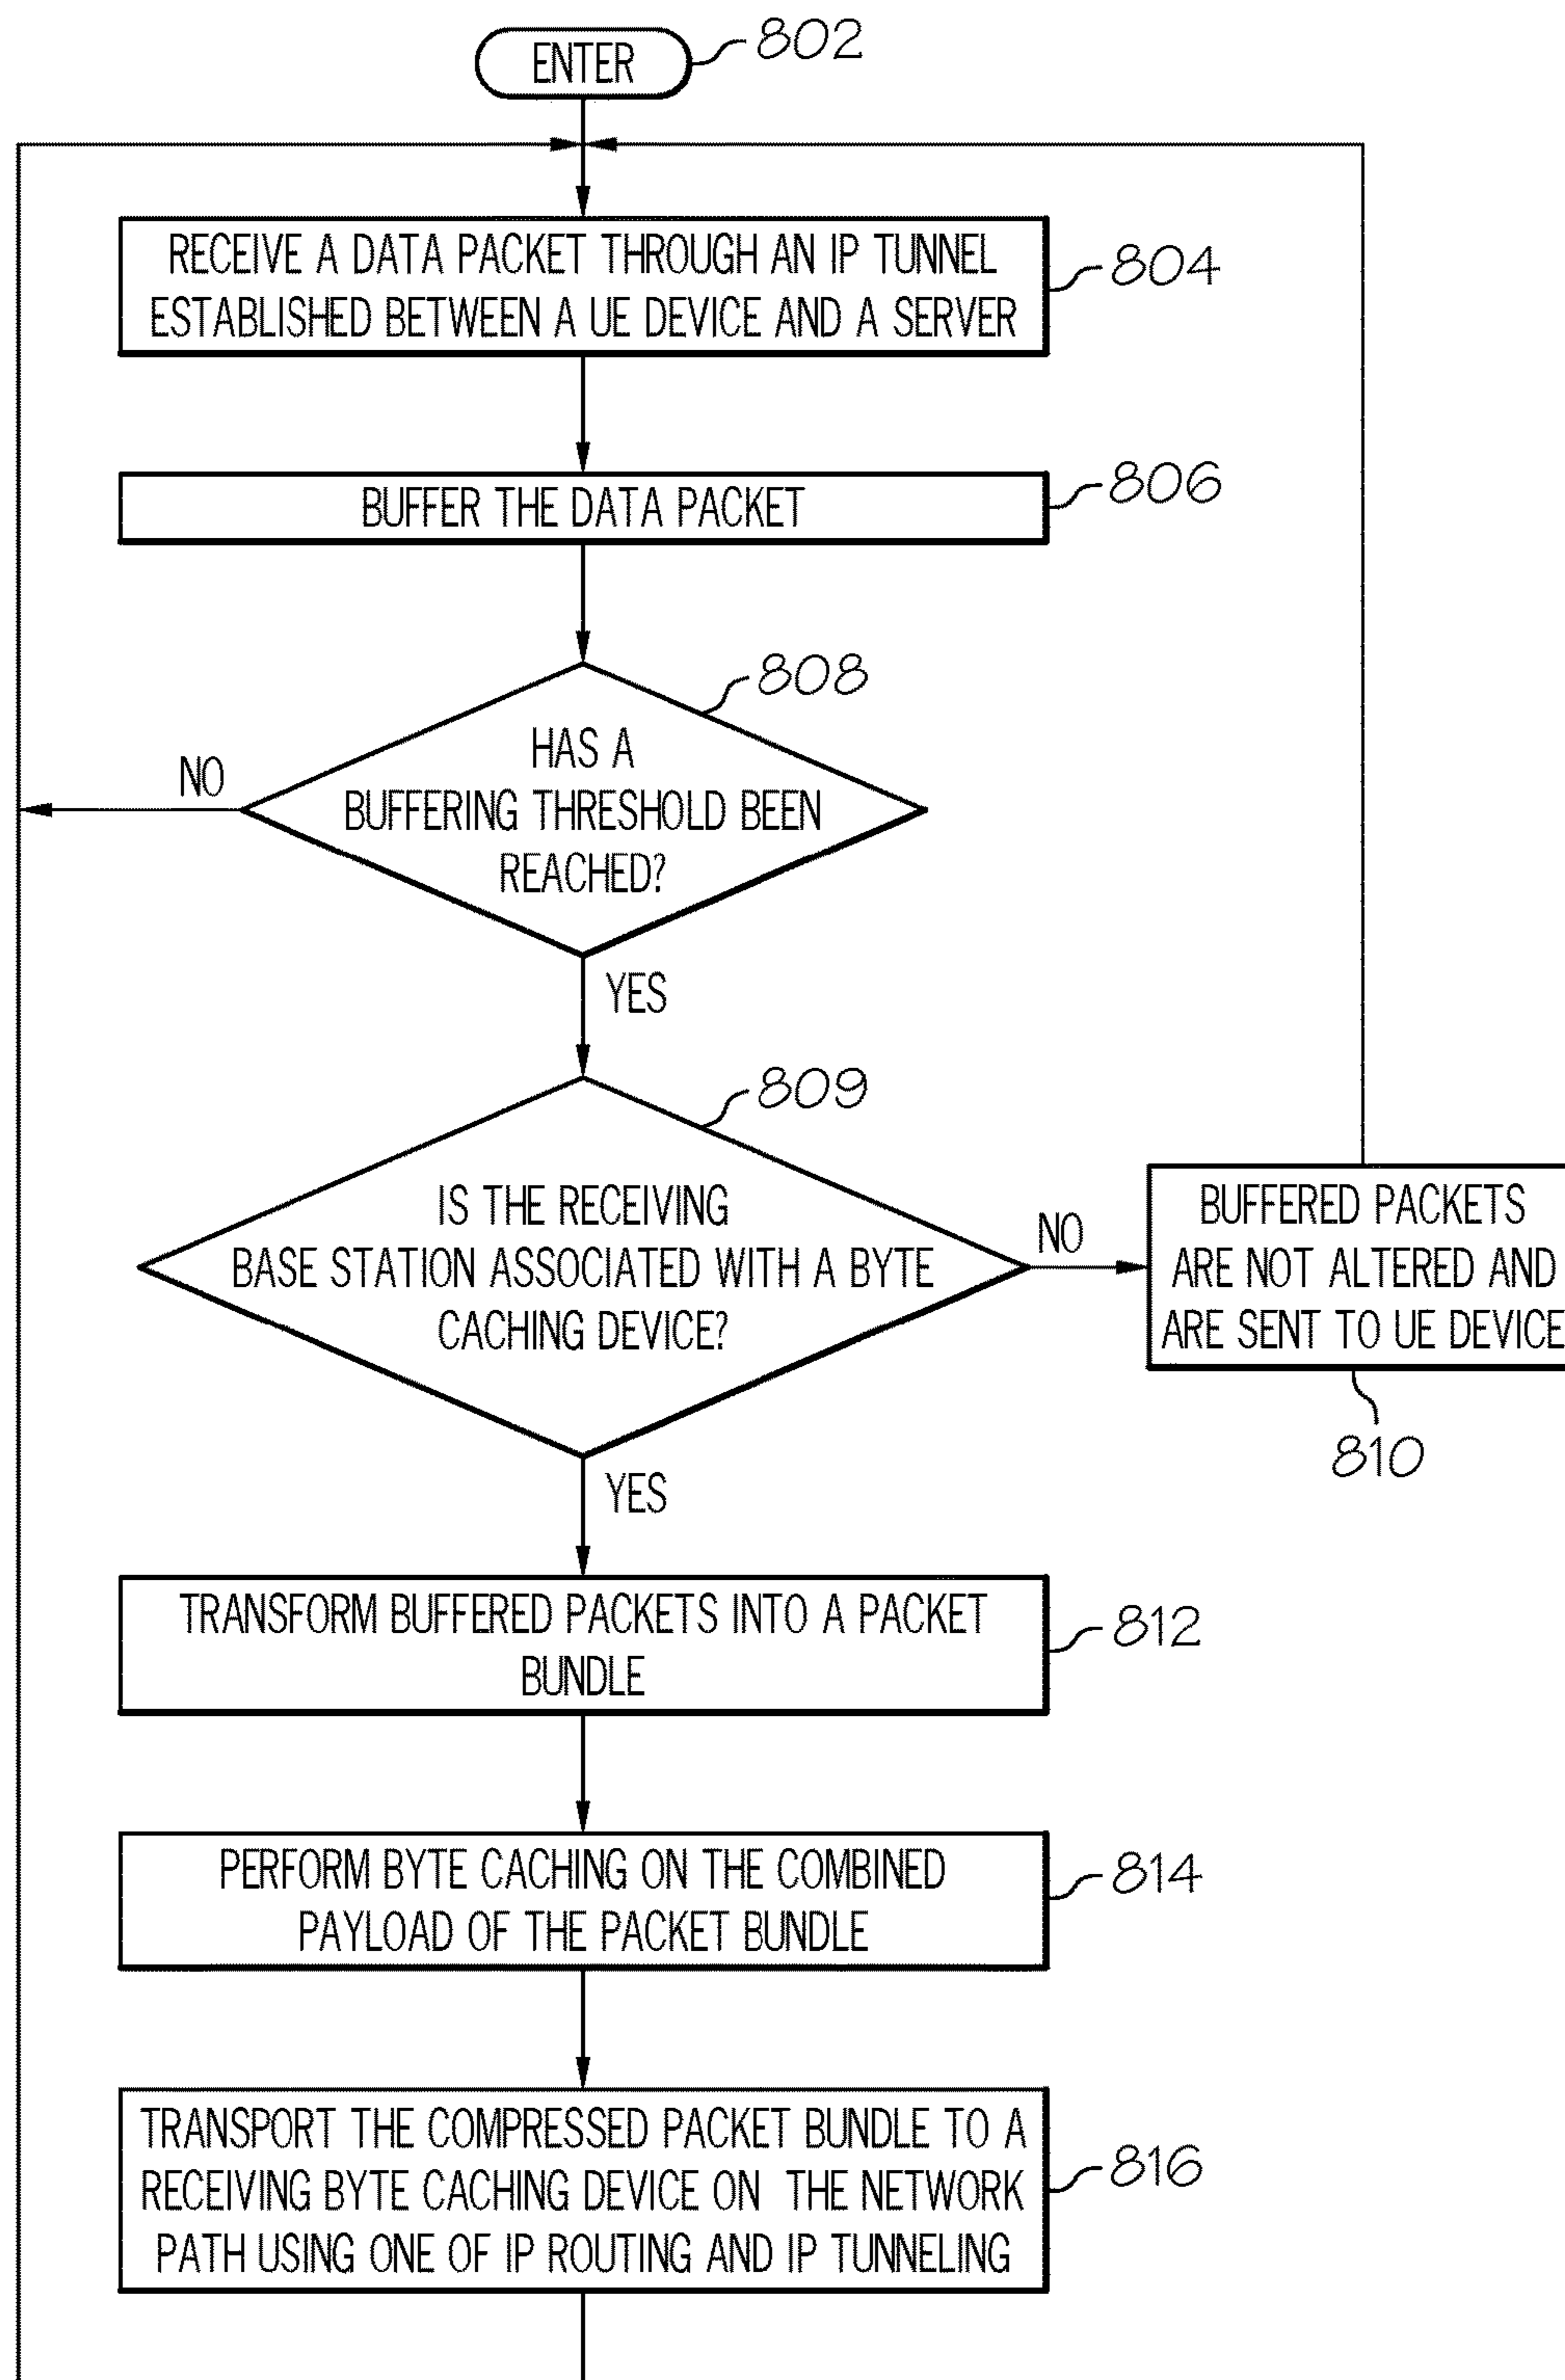 ENTER
802
RECEIVE A DATA PACKET THROUGH AN IP TUNNEL
ESTABLISHED BETWEEN A UE DEVICE AND A SERVER
804
BUFFER THE DATA PACKET
806
808
HAS A
BUFFERING THRESHOLD BEEN
REACHED?
NO
YES
809
IS THE RECEIVING
BASE STATION ASSOCIATED WITH A BYTE
CACHING DEVICE?
NO
BUFFERED PACKETS
ARE NOT ALTERED AND
ARE SENT TO UE DEVICE
810
YES
TRANSFORM BUFFERED PACKETS INTO A PACKET
BUNDLE
812
PERFORM BYTE CACHING ON THE COMBINED
PAYLOAD OF THE PACKET BUNDLE
814
TRANSPORT THE COMPRESSED PACKET BUNDLE TO A
RECEIVING BYTE CACHING DEVICE ON THE NETWORK
PATH USING ONE OF IP ROUTING AND IP TUNNELING
816